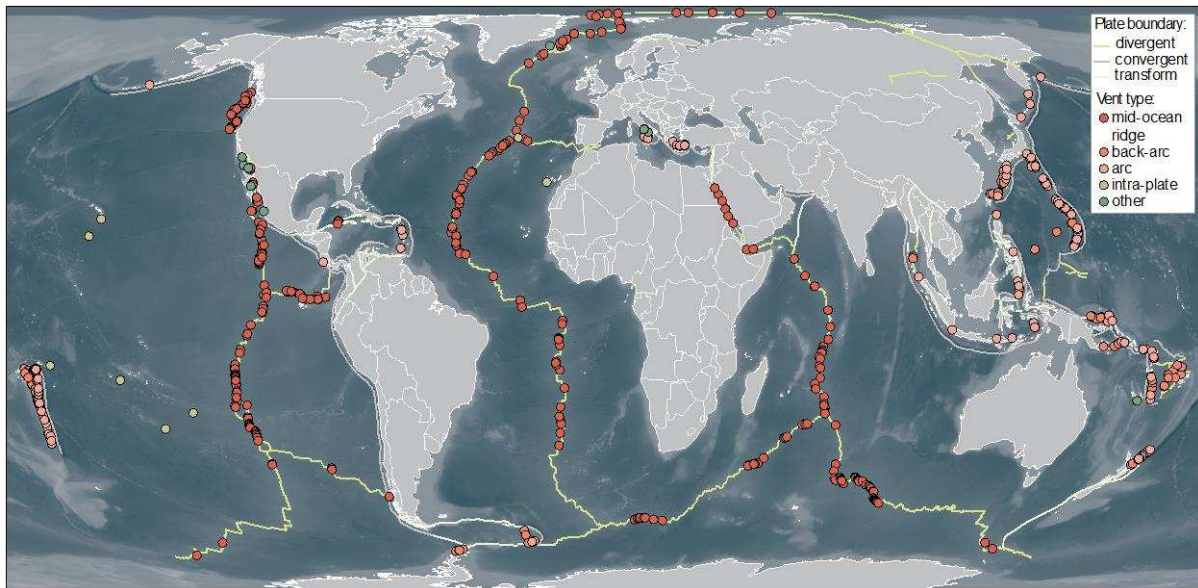 Plate boundary:
divergent
convergent
transform
Vent type:
mid-ocean
ridge
back-arc
arc
intra-plate
other